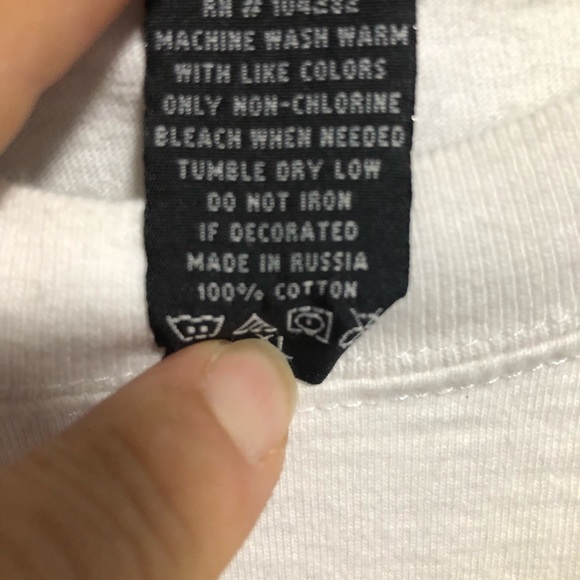 RN #
MACHINE WASH WARM
WITH LIKE COLORS
ONLY NON-CHLORINE
BLEACH WHEN NEEDED
TUMBLE DRY LOW
DO NOT IRON
IF DECORATED
MADE IN RUSSIA
100% COTTON